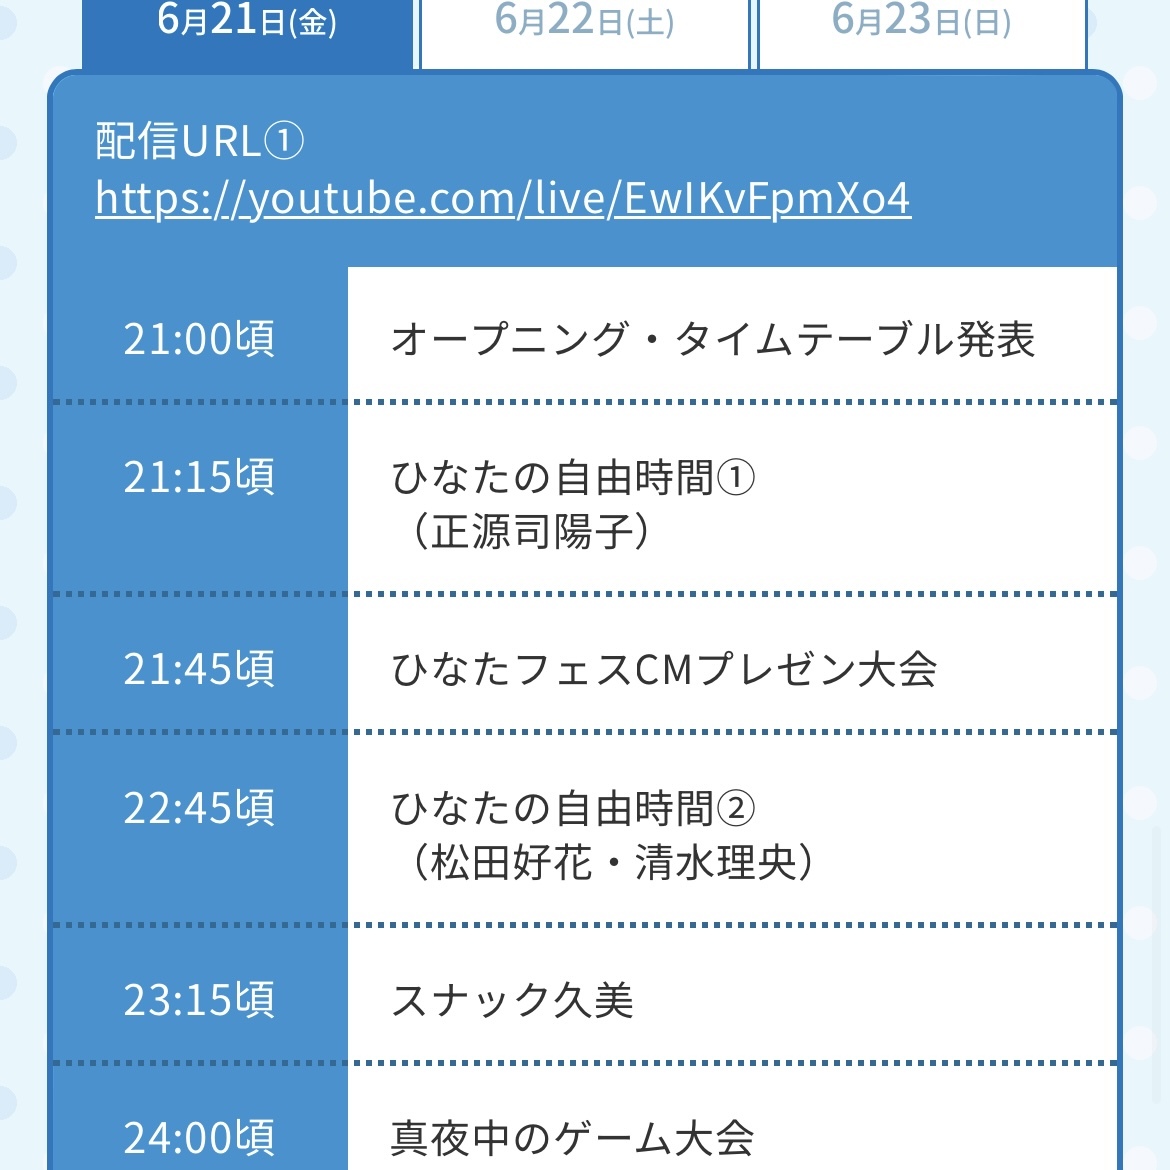 6月21日(金) 6月22日(土) 6月23日(日)
配信URL①
https://youtube.com/live/EwIKvFpmXo4
21:00頃 オープニング・タイムテーブル発表
21:15頃 ひなたの自由時間①
（正源司陽子）
21:45頃 ひなたフェスCMプレゼン大会
22:45頃 ひなたの自由時間②
（松田好花・清水理央）
23:15頃 スナック久美
24:00頃 真夜中のゲーム大会